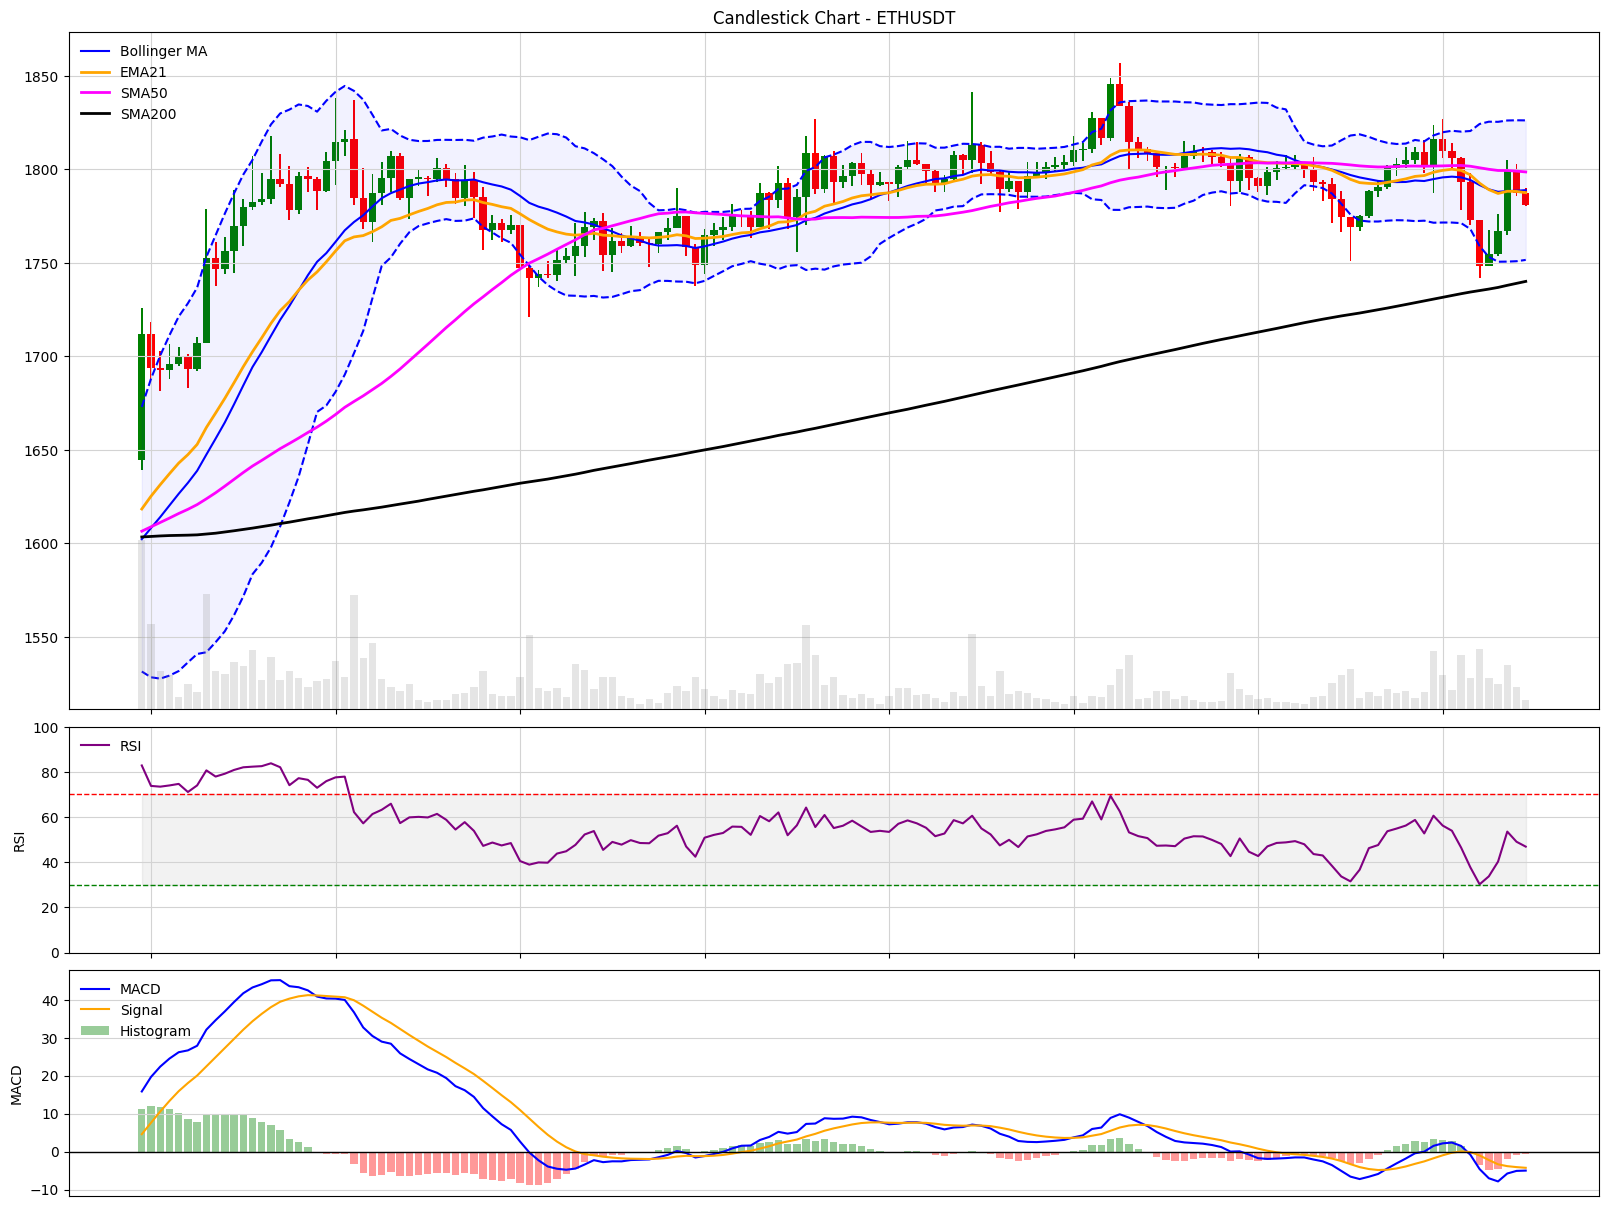 Candlestick Chart - ETHUSDT
Bollinger MA
EMA21
SMA50
SMA200
1850
1800
1750
1700
1650
1600
1550
RSI
100
80
60
40
20
0
RSI
MACD
Signal
Histogram
40
30
20
10
0
−10
MACD